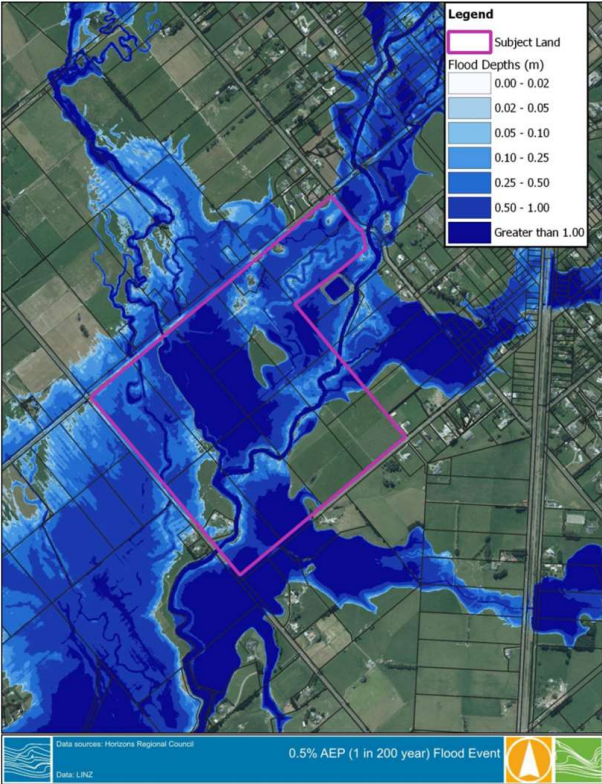 Legend
Subject Land
Flood Depths (m)
0.00 - 0.02
0.02 - 0.05
0.05 - 0.10
0.10 - 0.25
0.25 - 0.50
0.50 - 1.00
Greater than 1.00
Data sources: Horizons Regional Council
0.5% AEP (1 in 200 year) Flood Event
Data: LINZ